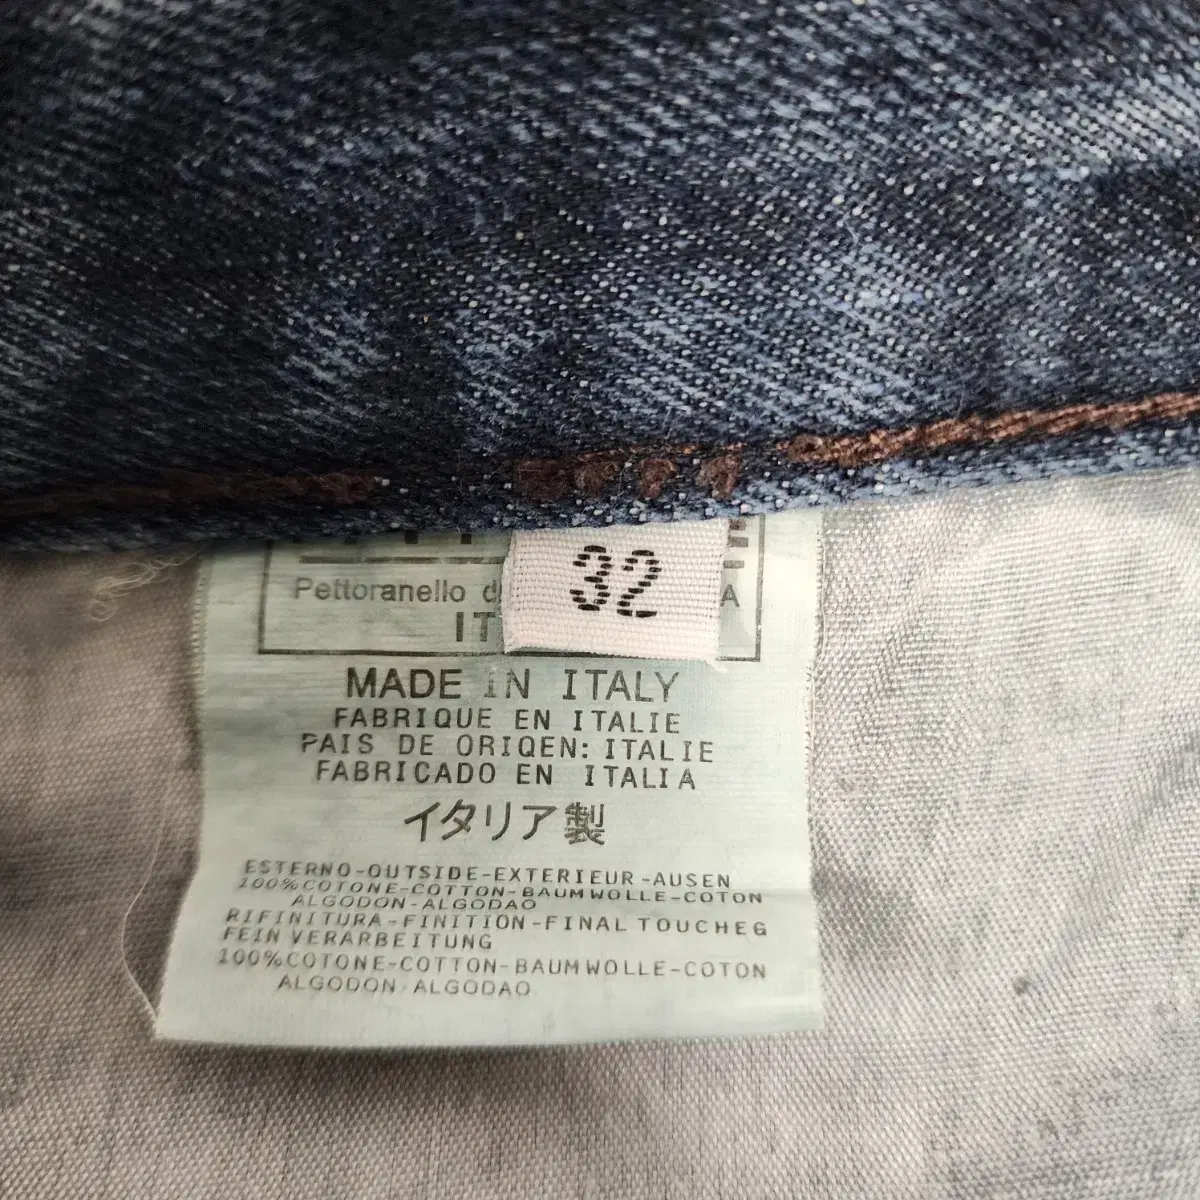 32
Pettoranello
MADE IN ITALY
FABRIQUE EN ITALIE
PAIS DE ORIQEN: ITALIE
FABRICADO EN ITALIA
イタリア製
ESTERNO-OUTSIDE-EXTERIEUR-AUSEN
100%COTONE-COTTON-BAUMWOLLE-COTON
ALGODON-ALGODAO
RIFINITURA-FINITION-FINAL TOUCHEG
FEIN VERARBEITUNG
100%COTONE-COTTON-BAUMWOLLE-COTON
ALGODON-ALGODAO